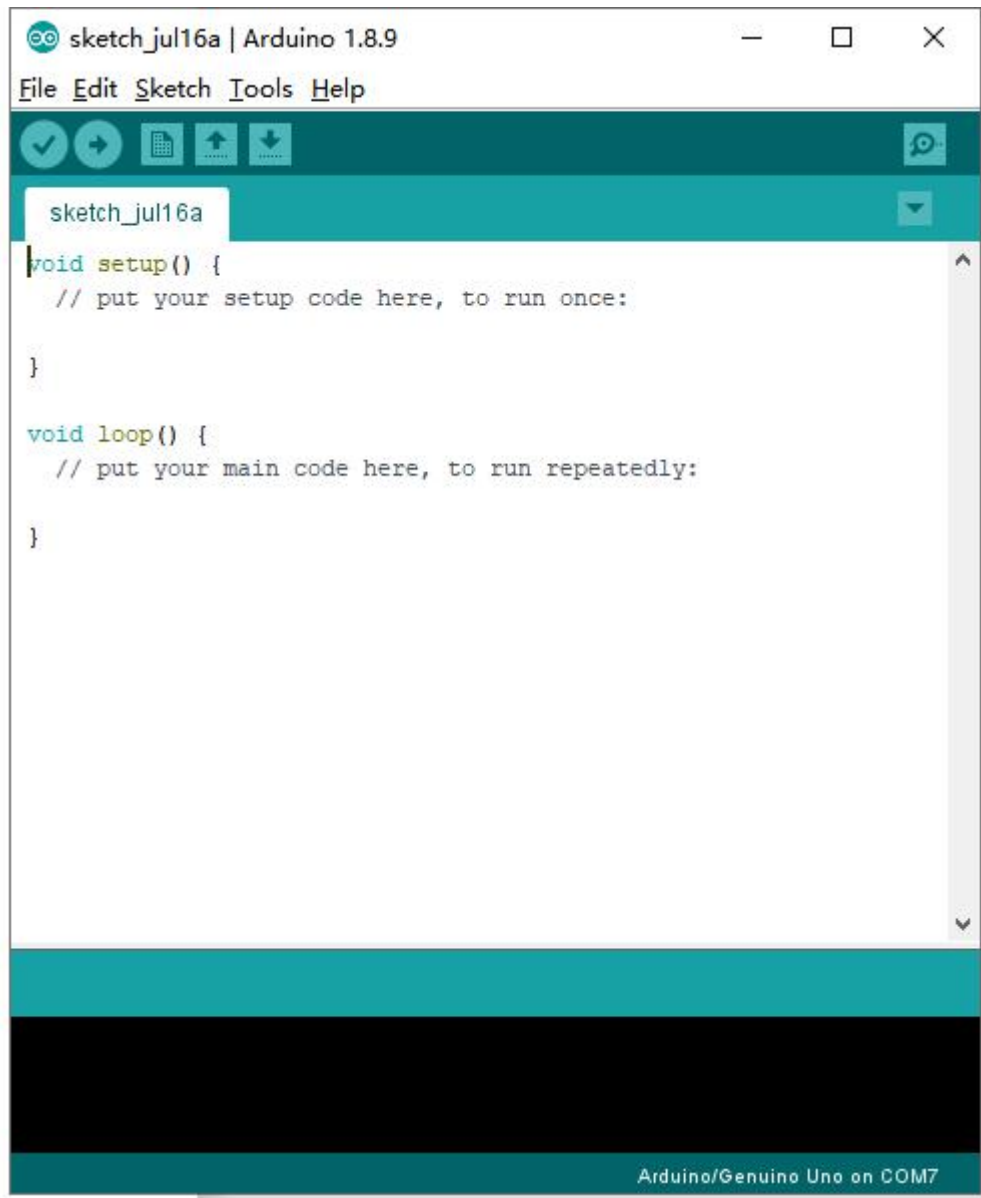 sketch_jul16a | Arduino 1.8.9
File Edit Sketch Tools Help
sketch_jul16a
void setup() {
  // put your setup code here, to run once:
}
void loop() {
  // put your main code here, to run repeatedly:
}
Arduino/Genuino Uno on COM7